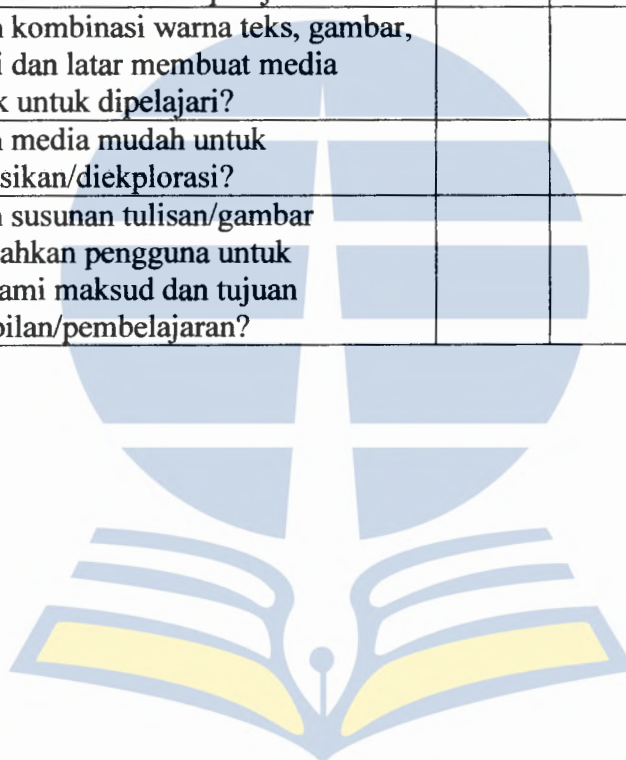 kombinasi warna teks, gambar,
dan latar membuat media
untuk dipelajari?
media mudah untuk
sikan/diekplorasi?
susunan tulisan/gambar
ahkan pengguna untuk
ami maksud dan tujuan
ilan/pembelajaran?